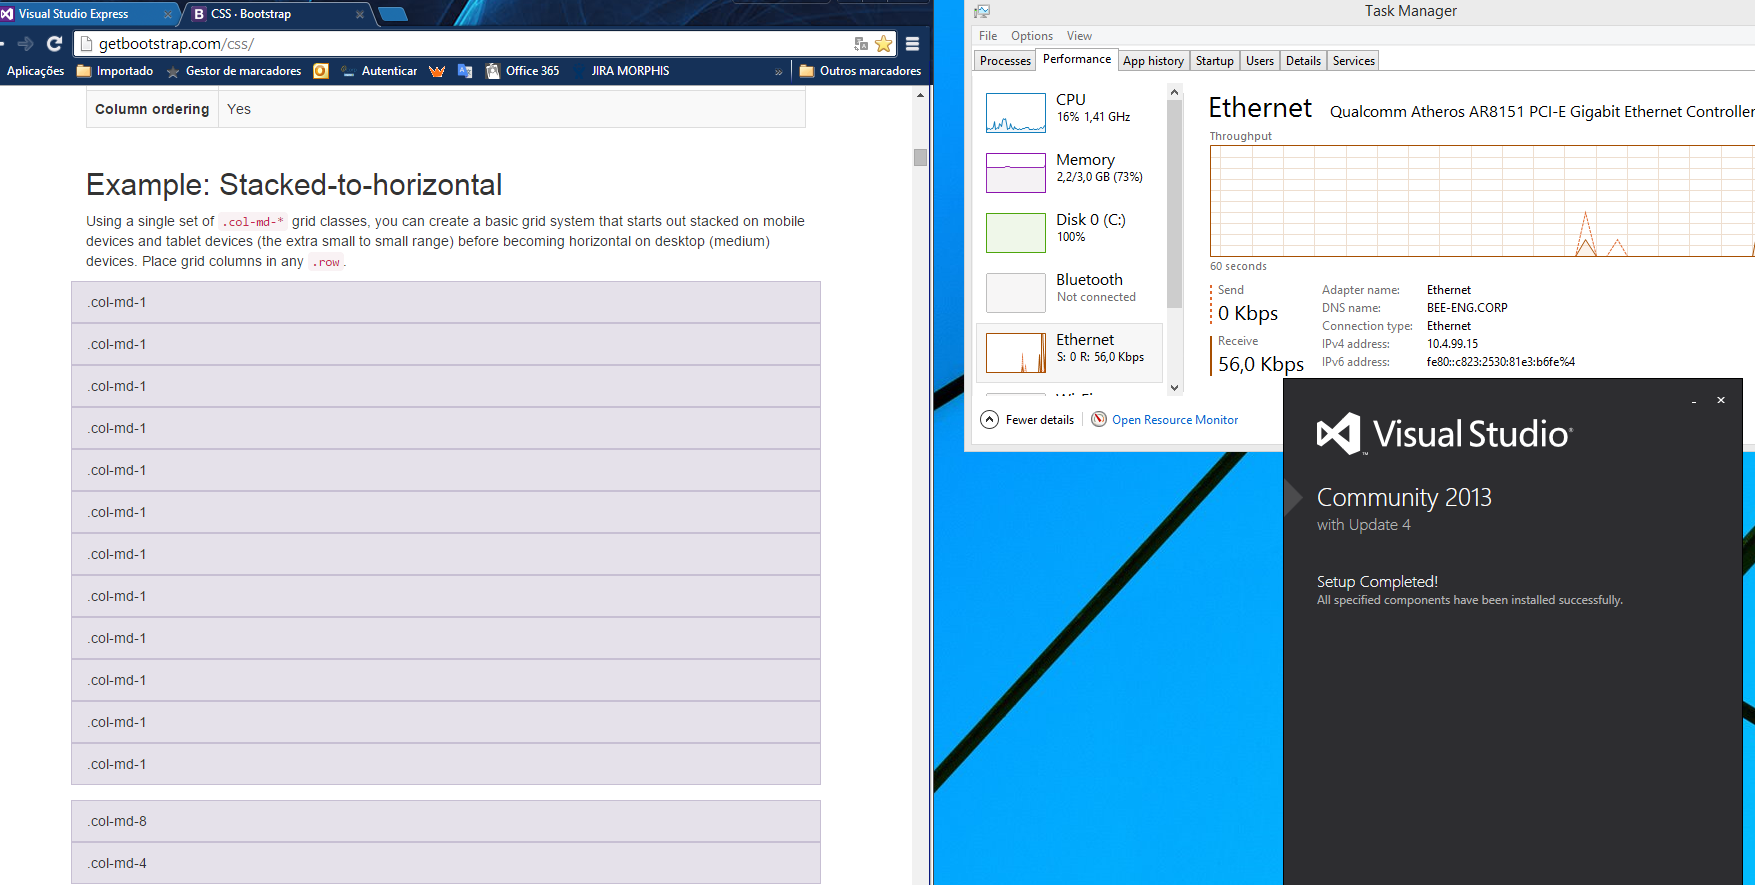 Visual Studio Express
CSS · Bootstrap
getbootstrap.com/css/
Aplicações
Importado
Gestor de marcadores
Autenticar
Office 365
JIRA MORPHIS
»
Outros marcadores
Column ordering
Yes
Example: Stacked-to-horizontal
Using a single set of .col-md-* grid classes, you can create a basic grid system that starts out stacked on mobile
devices and tablet devices (the extra small to small range) before becoming horizontal on desktop (medium)
devices. Place grid columns in any .row.
.col-md-1
.col-md-1
.col-md-1
.col-md-1
.col-md-1
.col-md-1
.col-md-1
.col-md-1
.col-md-1
.col-md-1
.col-md-1
.col-md-1
.col-md-8
.col-md-4
Task Manager
File Options View
Processes Performance App history Startup Users Details Services
CPU
16% 1,41 GHz
Memory
2,2/3,0 GB (73%)
Disk 0 (C:)
100%
Bluetooth
Not connected
Ethernet
S: 0 R: 56,0 Kbps
Ethernet
Qualcomm Atheros AR8151 PCI-E Gigabit Ethernet Controller
Throughput
60 seconds
Send
0 Kbps
Receive
56,0 Kbps
Adapter name: Ethernet
DNS name: BEE-ENG.CORP
Connection type: Ethernet
IPv4 address: 10.4.99.15
IPv6 address: fe80::c823:2530:81e3:b6fe%4
Fewer details
Open Resource Monitor
Visual Studio
Community 2013
with Update 4
Setup Completed!
All specified components have been installed successfully.